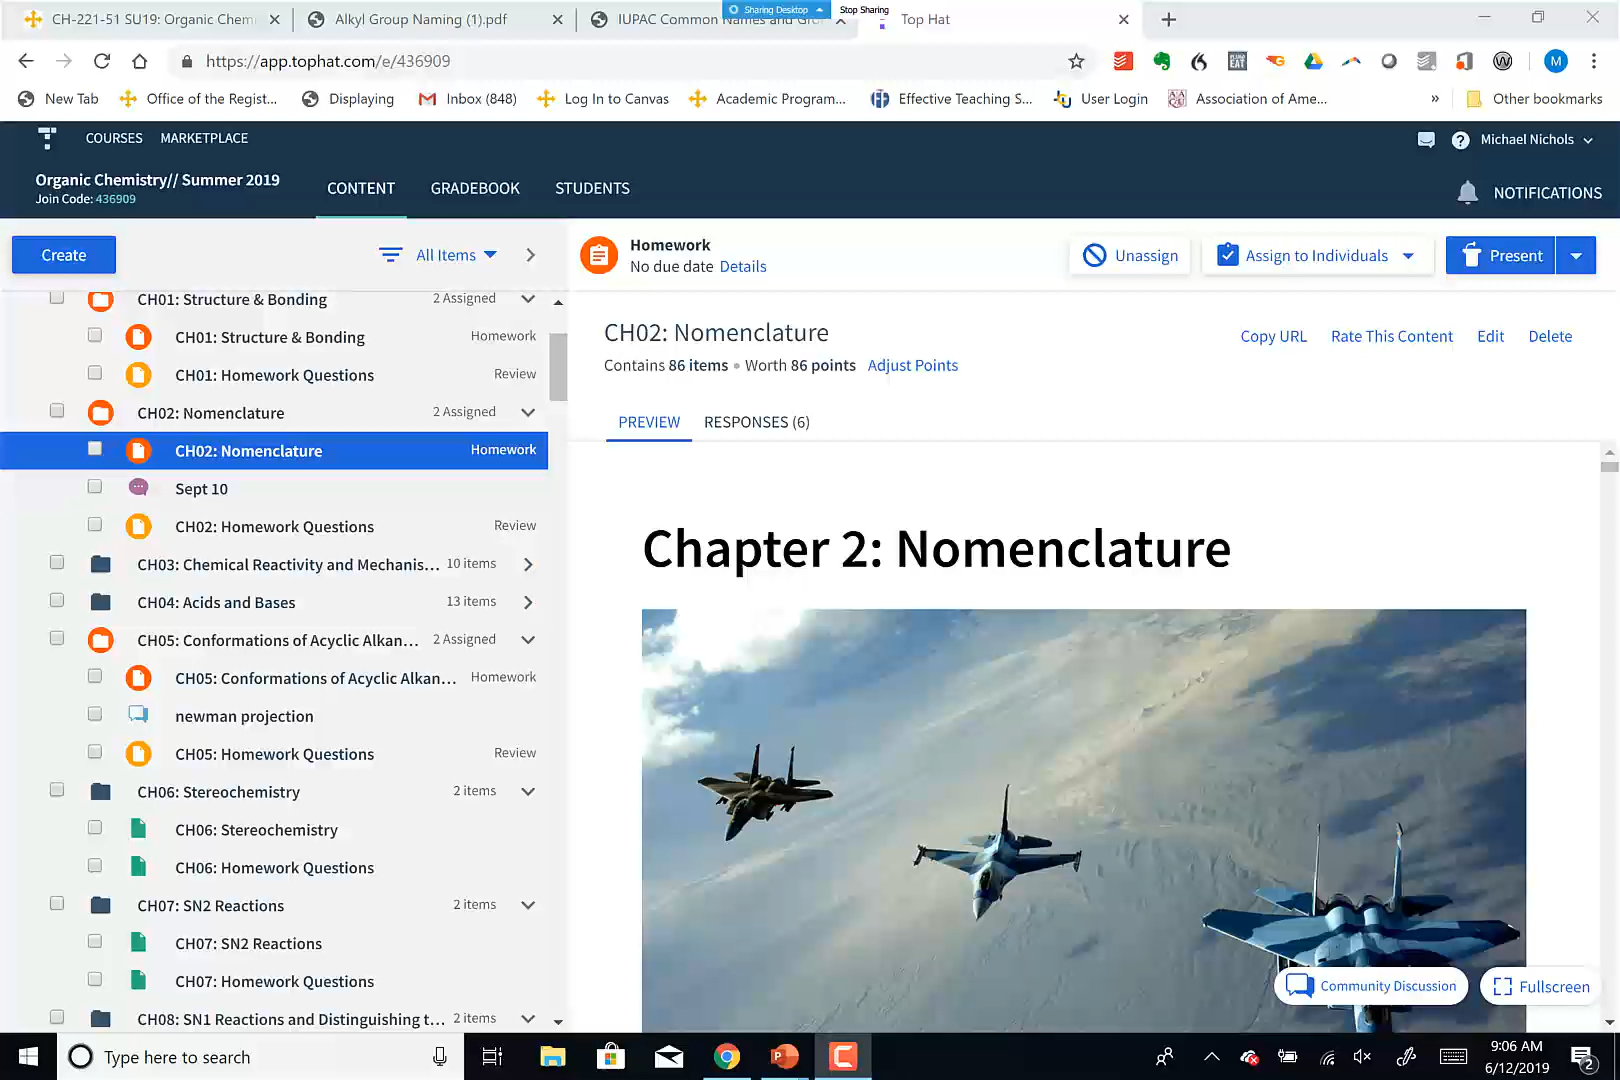 Sharing Desktop
Stop Sharing
CH-221-51 SU19: Organic Chem
Alkyl Group Naming (1).pdf
IUPAC Common Names and Gr
Top Hat
https://app.tophat.com/e/436909
M
New Tab
Office of the Regist...
Displaying
Inbox (848)
Log In to Canvas
Academic Program...
Effective Teaching S...
User Login
Association of Ame...
»
Other bookmarks
COURSES
MARKETPLACE
Michael Nichols
Organic Chemistry// Summer 2019
Join Code: 436909
CONTENT
GRADEBOOK
STUDENTS
NOTIFICATIONS
Create
All Items
Homework
No due date Details
Unassign
Assign to Individuals
Present
CH01: Structure & Bonding 2 Assigned
CH01: Structure & Bonding Homework
CH01: Homework Questions Review
CH02: Nomenclature 2 Assigned
CH02: Nomenclature Homework
Sept 10
CH02: Homework Questions Review
CH03: Chemical Reactivity and Mechanis... 10 items
CH04: Acids and Bases 13 items
CH05: Conformations of Acyclic Alkan... 2 Assigned
CH05: Conformations of Acyclic Alkan... Homework
newman projection
CH05: Homework Questions Review
CH06: Stereochemistry 2 items
CH06: Stereochemistry
CH06: Homework Questions
CH07: SN2 Reactions 2 items
CH07: SN2 Reactions
CH07: Homework Questions
CH08: SN1 Reactions and Distinguishing t... 2 items
CH02: Nomenclature
Copy URL
Rate This Content
Edit
Delete
Contains 86 items • Worth 86 points Adjust Points
PREVIEW
RESPONSES (6)
Chapter 2: Nomenclature
Community Discussion
Fullscreen
Type here to search
9:06 AM
6/12/2019
2